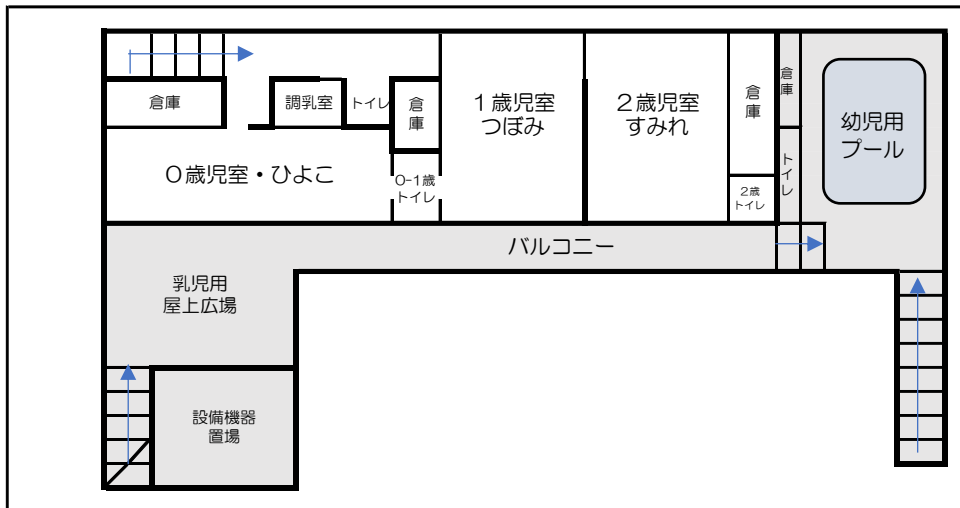 倉庫
調乳室
トイレ
倉庫
1歳児室
つぼみ
2歳児室
すみれ
倉庫
倉庫
幼児用
プール
0歳児室・ひよこ
0-1歳
トイレ
2歳
トイレ
トイレ
バルコニー
乳児用
屋上広場
設備機器
置場